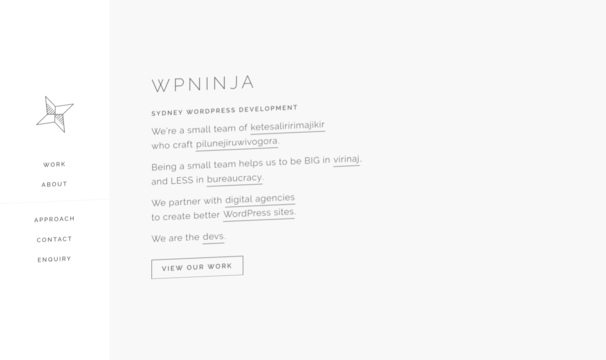 WORK
ABOUT
APPROACH
CONTACT
ENQUIRY
WPNINJA
SYDNEY WORDPRESS DEVELOPMENT
We're a small team of ketesaliririmajikir
who craft pilunejiruwivogora.
Being a small team helps us to be BIG in virinaj,
and LESS in bureaucracy.
We partner with digital agencies
to create better WordPress sites.
We are the devs.
VIEW OUR WORK